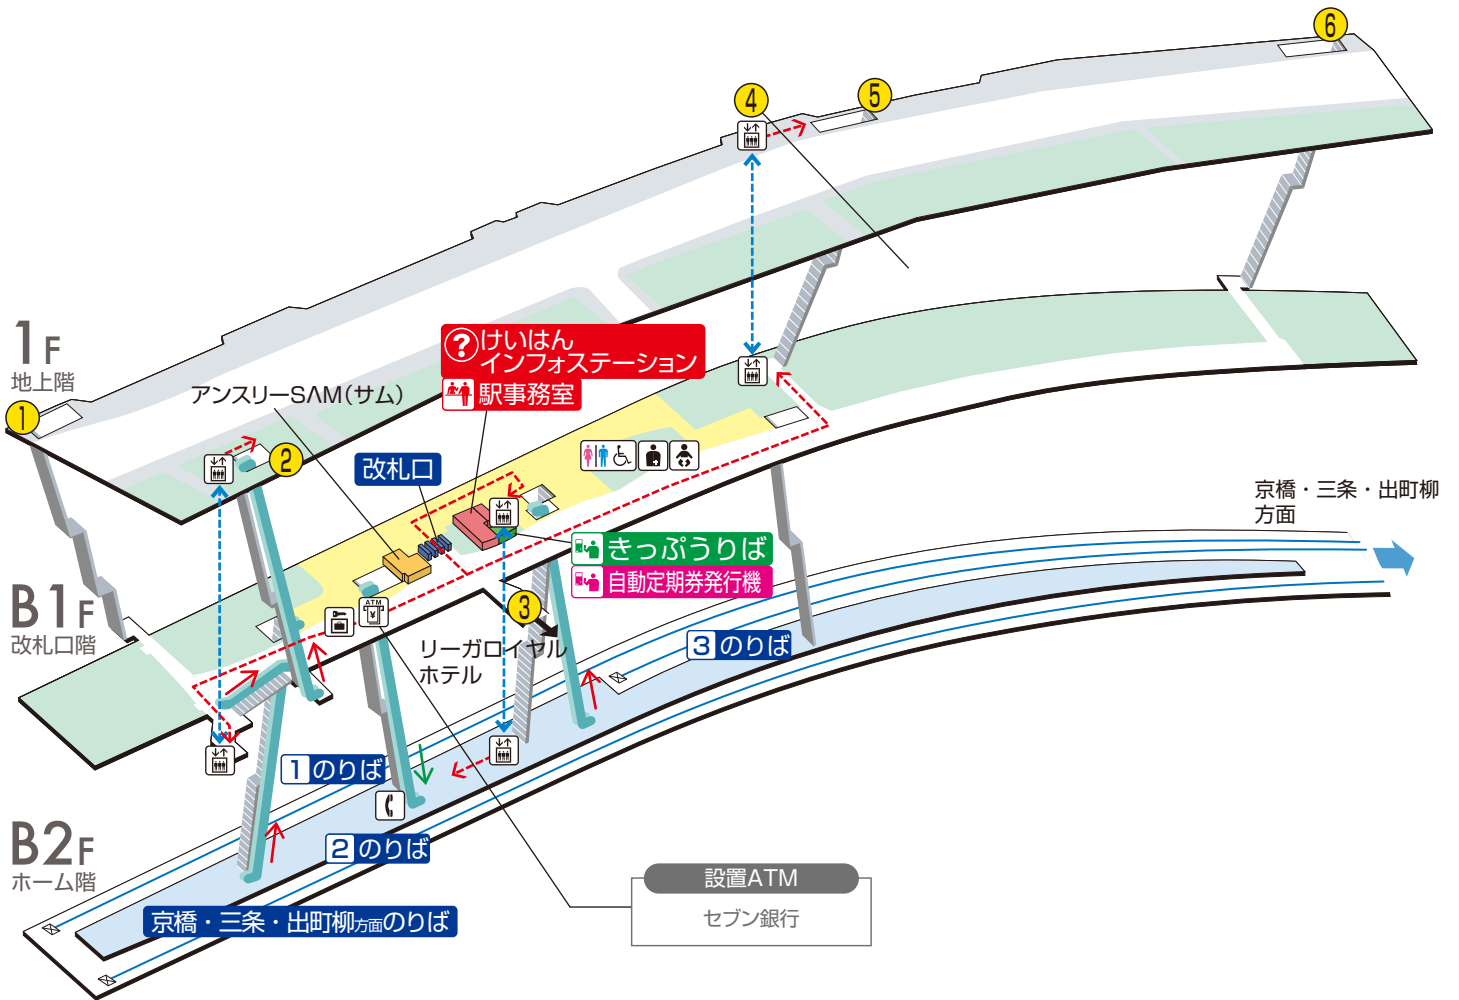 6
5
4
1F
地上階
?けいはん
インフォステーション
駅事務室
アンスリーSΛM(サム)
1
2
改札口
京橋・三条・出町柳
方面
きっぷうりば
自動定期券発行機
B1F
改札口階
ATM
¥
3
リーガロイヤル
ホテル
3のりば
1のりば
B2F
ホーム階
2のりば
設置ATM
セブン銀行
京橋・三条・出町柳方面のりば